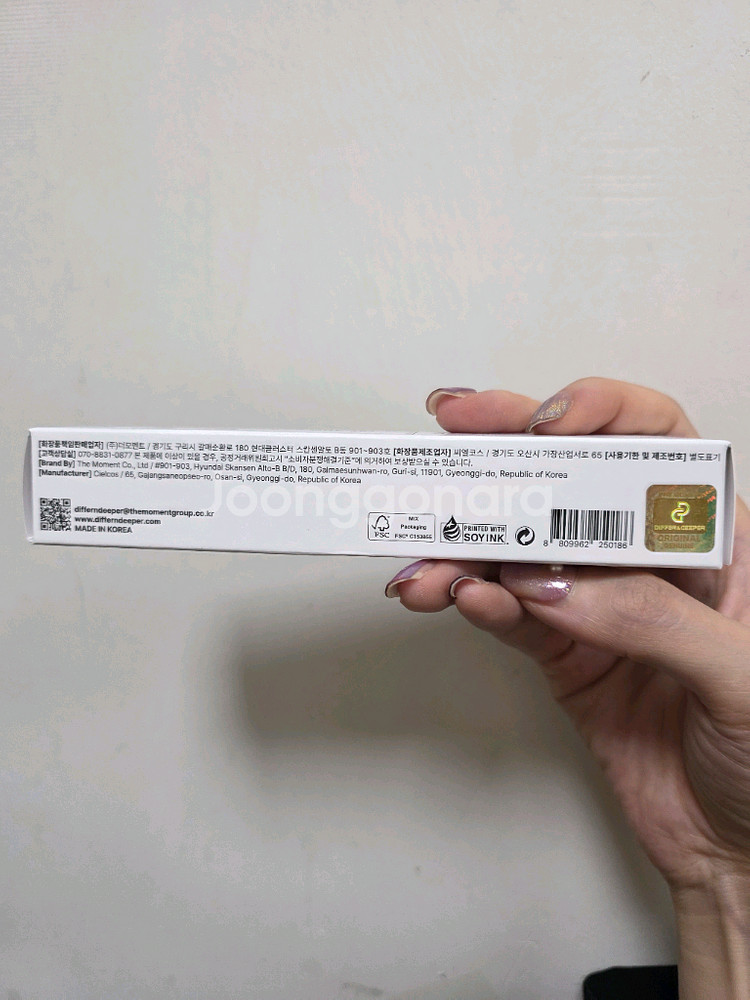 [화장품책임판매업자] (주)더모멘트 / 경기도 구리시 갈매순환로 180 현대클러스터 스칸센알토 B동 901~903호 [화장품제조업자] 씨엘코스 / 경기도 오산시 가장산업서로 65 [사용기한 및 제조번호] 별도표기
[고객상담실] 070-8831-0877 본 제품에 이상이 있을 경우, 공정거래위원회고시 "소비자분쟁해결기준"에 의거하여 보상받으실 수 있습니다.
[Brand By] The Moment Co., Ltd / #901-903, Hyundai Skansen Alto-B B/D, 180, Galmaesunhwan-ro, Guri-si, 11901, Gyeonggi-do, Republic of Korea
[Manufacturer] Cielcos / 65, Gajangsaneopseo-ro, Osan-si, Gyeonggi-do, Republic of Korea
joonggonara
differndeeper@themomentgroup.co.kr
www.differndeeper.com
MADE IN KOREA
FSC
MIX
Packaging
FSC® C153055
PRINTED WITH
SOY INK
8 809962 250186
DIFFER&DEEPER
ORIGINAL